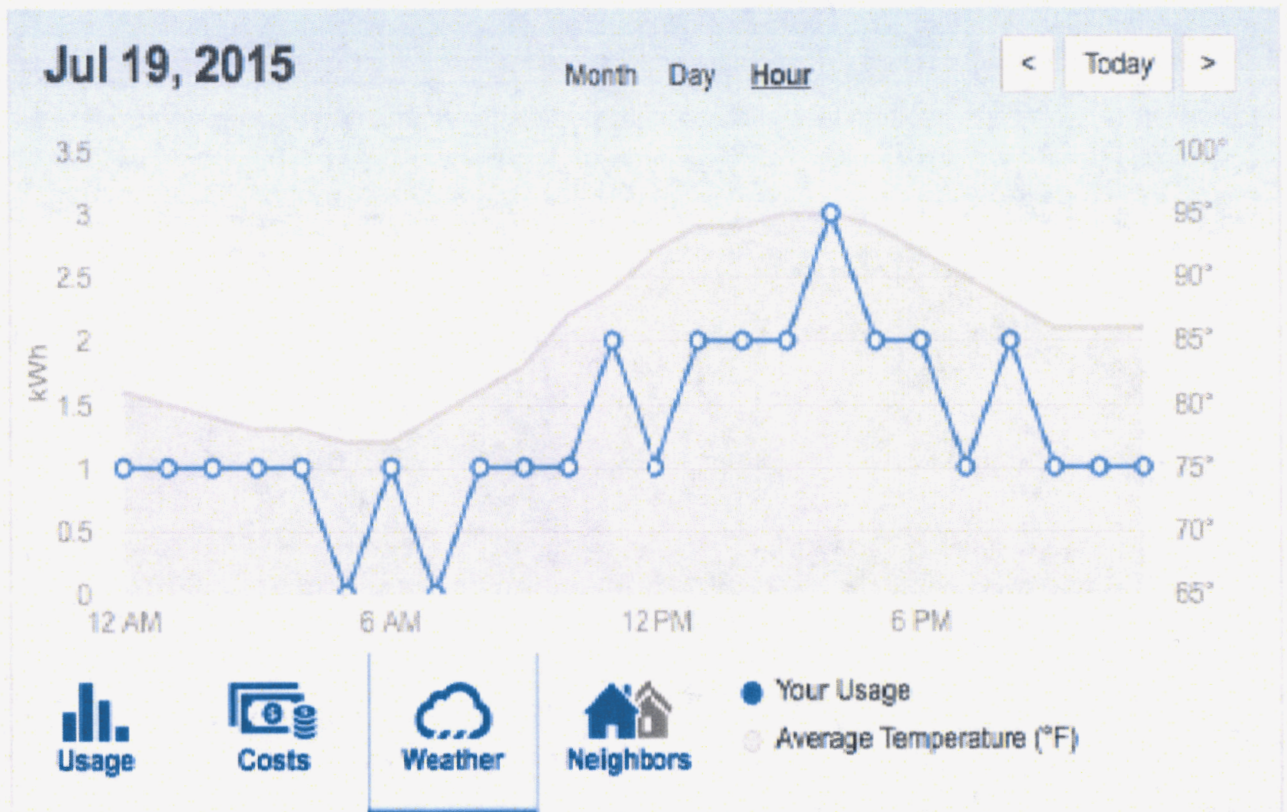 Jul 19, 2015
Month Day Hour
< Today >
3.5
3
2.5
2
1.5
1
0.5
0
kWh
100°
95°
90°
85°
80°
75°
70°
65°
12 AM 6 AM 12 PM 6 PM
Usage
Costs
Weather
Neighbors
Your Usage
Average Temperature (°F)